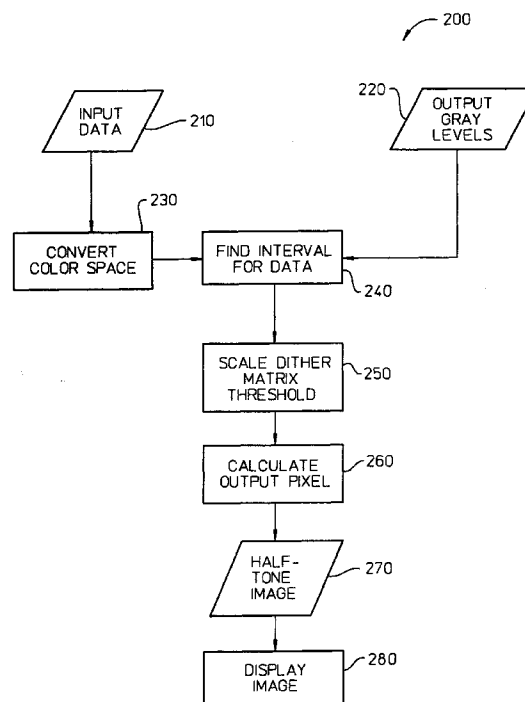 200
INPUT
DATA
210
220
OUTPUT
GRAY
LEVELS
230
CONVERT
COLOR SPACE
FIND INTERVAL
FOR DATA
240
SCALE DITHER
MATRIX
THRESHOLD
250
CALCULATE
OUTPUT PIXEL
260
HALF-
TONE
IMAGE
270
DISPLAY
IMAGE
280